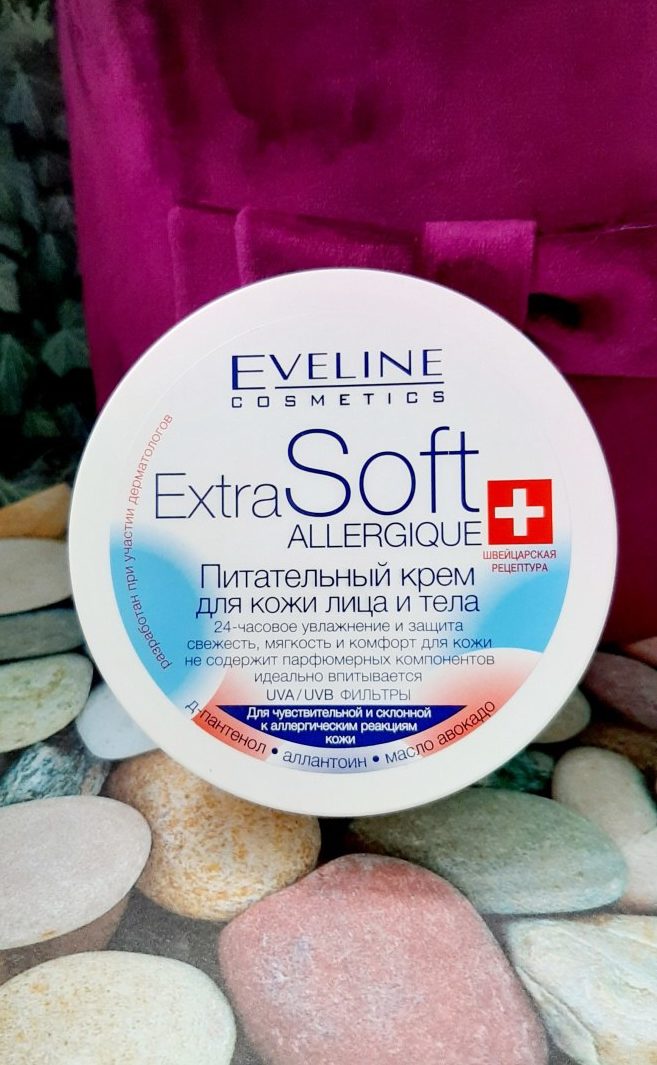 EVELINE
COSMETICS
Extra Soft
ALLERGIQUE
ШВЕЙЦАРСКАЯ
РЕЦЕПТУРА
разработан при участии дерматологов
Питательный крем
для кожи лица и тела
24-часовое увлажнение и защита
свежесть, мягкость и комфорт для кожи
не содержит парфюмерных компонентов
идеально впитывается
UVA/UVB ФИЛЬТРЫ
Для чувствительной и склонной
к аллергическим реакциям
кожи
д-пантенол • аллантоин • масло авокадо